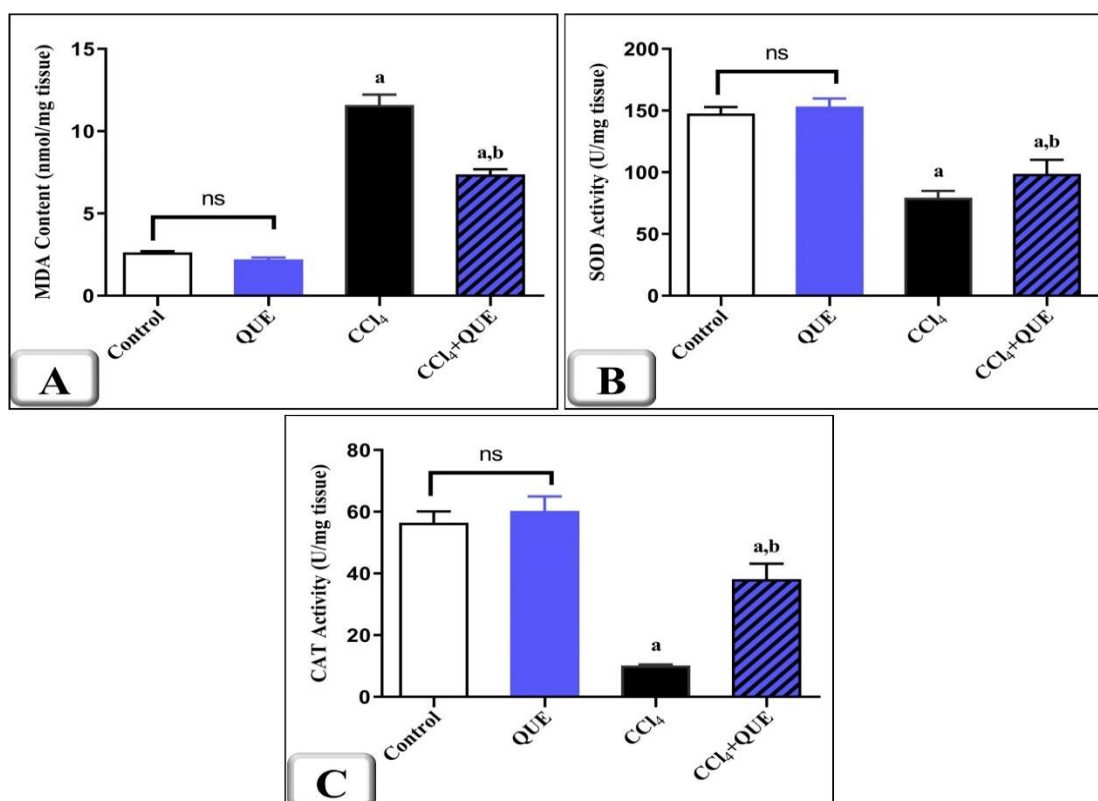 MDA Content (nmol/mg tissue)
15
10
5
0
ns
a
a,b
Control
QUE
CCl₄
CCl₄+QUE
A
SOD Activity (U/mg tissue)
200
150
100
50
0
ns
a
a,b
Control
QUE
CCl₄
CCl₄+QUE
B
CAT Activity (U/mg tissue)
80
60
40
20
0
ns
a
a,b
Control
QUE
CCl₄
CCl₄+QUE
C